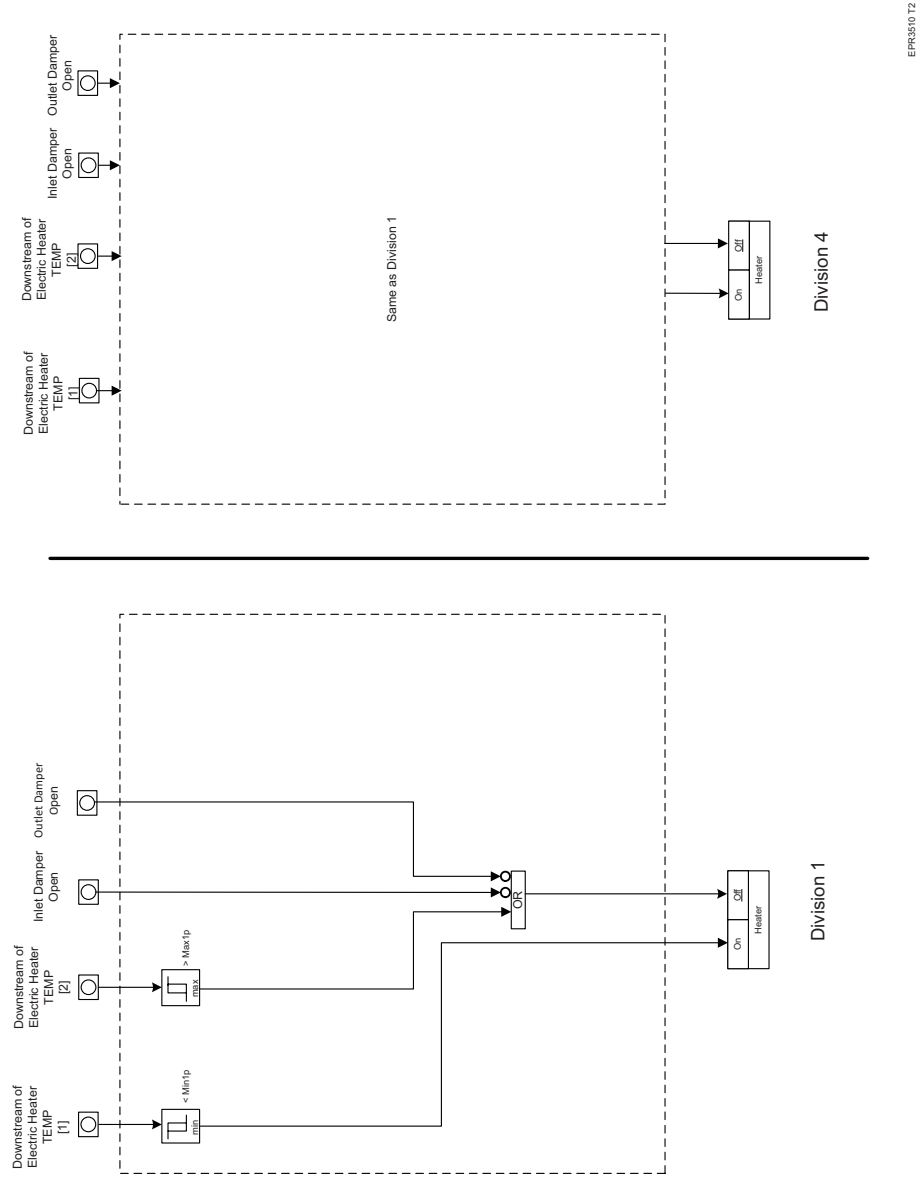 Downstream of
Electric Heater
TEMP
[1]
Downstream of
Electric Heater
TEMP
[2]
Inlet Damper
Open
Outlet Damper
Open
Same as Division 1
On
Off
Heater
Division 4
Downstream of
Electric Heater
TEMP
[1]
Downstream of
Electric Heater
TEMP
[2]
Inlet Damper
Open
Outlet Damper
Open
< Min1p
min
> Max1p
max
OR
On
Off
Heater
Division 1
EPR3510 T2